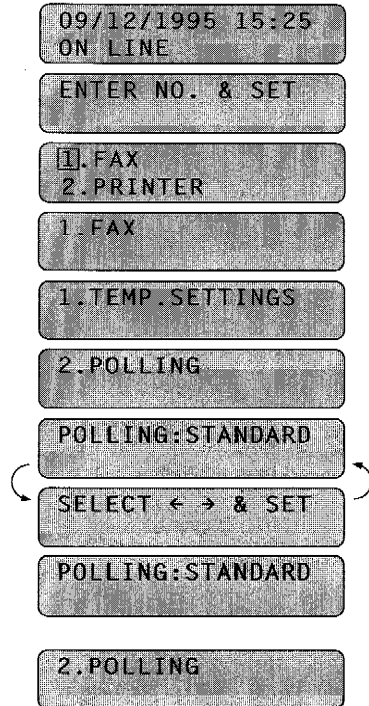 09/12/1995 15:25
ON LINE
ENTER NO. & SET
1.FAX
2.PRINTER
1.FAX
1.TEMP.SETTINGS
2.POLLING
POLLING:STANDARD
SELECT ← → & SET
POLLING:STANDARD
2.POLLING